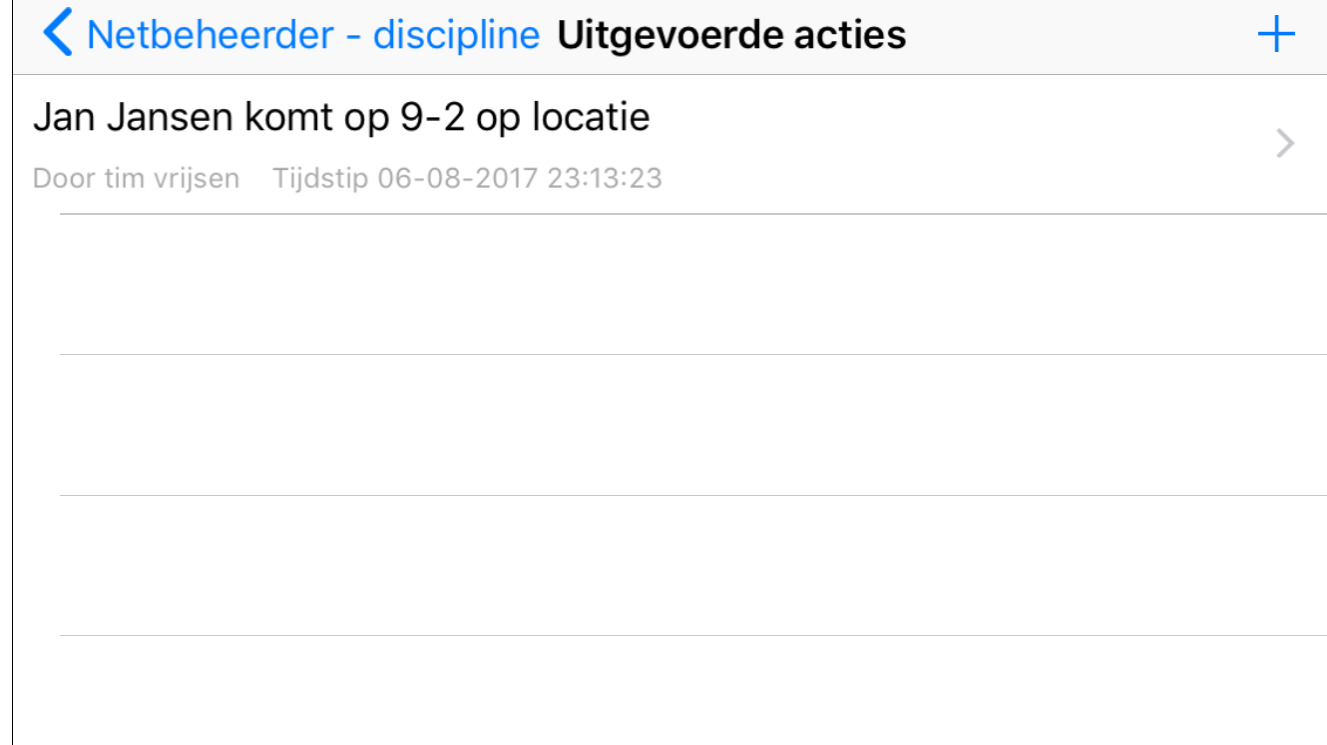 Netbeheerder - discipline Uitgevoerde acties
Jan Jansen komt op 9-2 op locatie
Door tim vrijsen Tijdstip 06-08-2017 23:13:23